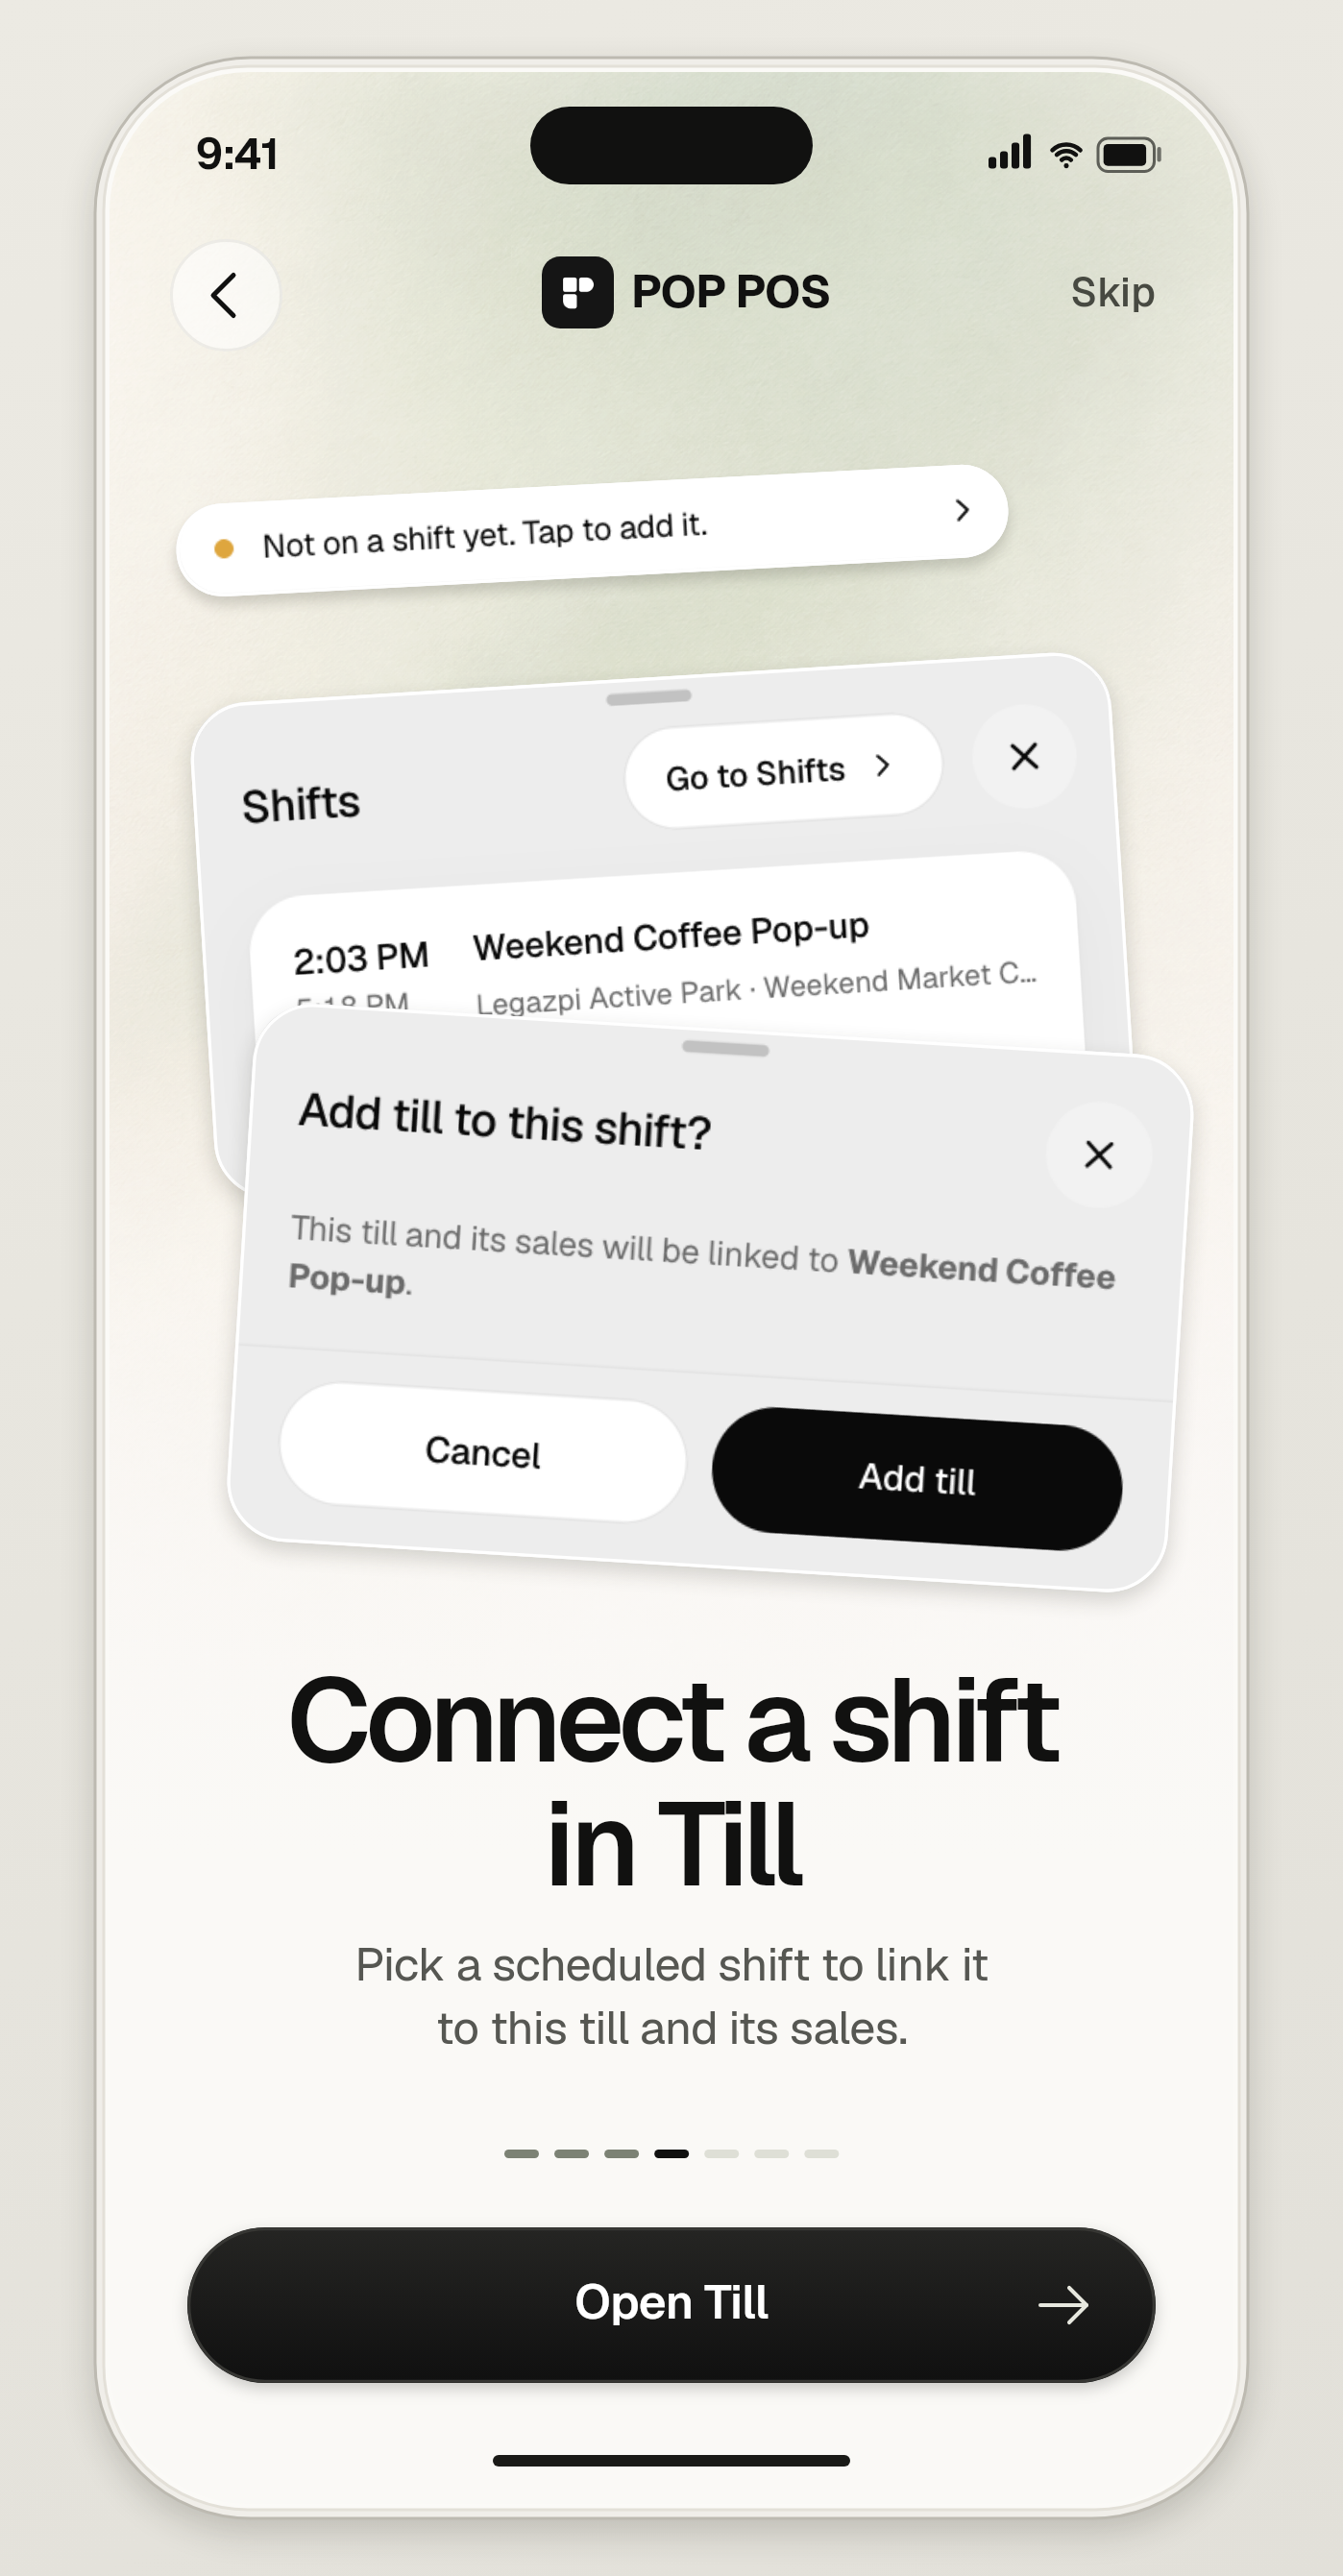 9:41
POP POS
Skip
Not on a shift yet. Tap to add it.
Shifts
Go to Shifts
2:03 PM
Weekend Coffee Pop-up
5:18 PM
Legazpi Active Park · Weekend Market C...
Add till to this shift?
This till and its sales will be linked to Weekend Coffee
Pop-up.
Cancel
Add till
Connect a shift
in Till
Pick a scheduled shift to link it
to this till and its sales.
Open Till